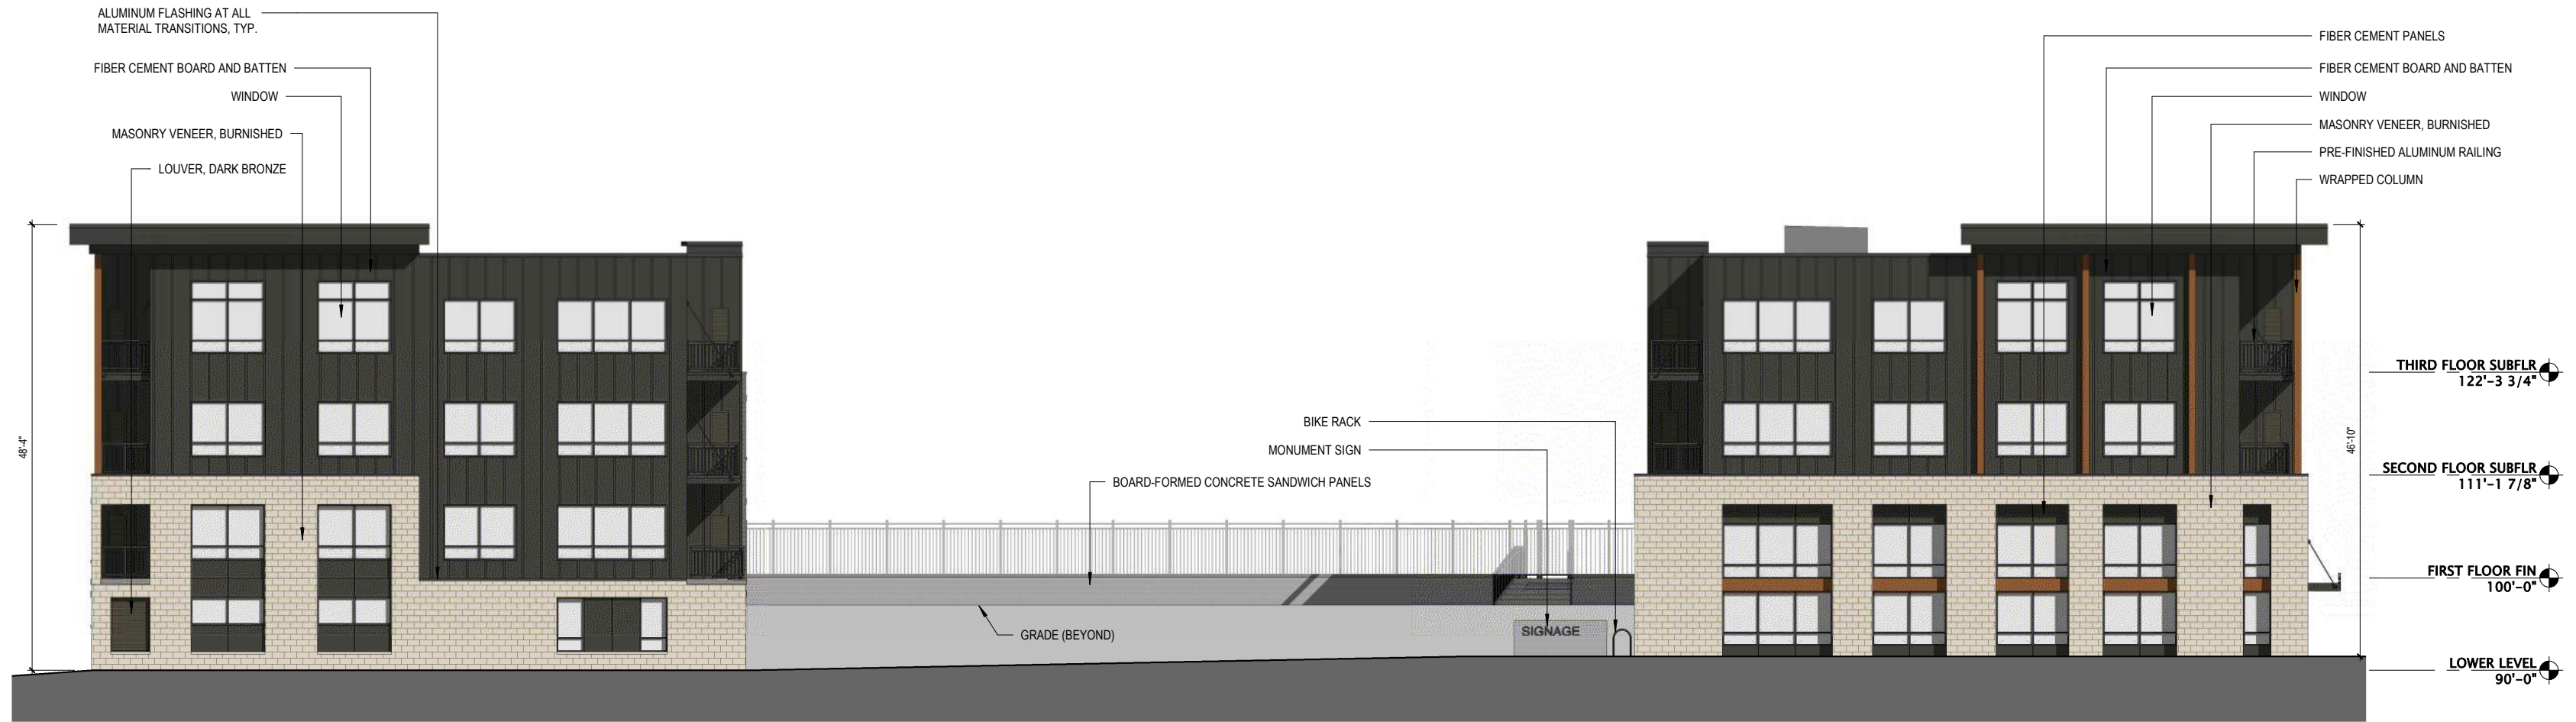 ALUMINUM FLASHING AT ALL
MATERIAL TRANSITIONS, TYP.
FIBER CEMENT BOARD AND BATTEN
WINDOW
MASONRY VENEER, BURNISHED
LOUVER, DARK BRONZE
48'-4"
BIKE RACK
MONUMENT SIGN
BOARD-FORMED CONCRETE SANDWICH PANELS
GRADE (BEYOND)
SIGNAGE
FIBER CEMENT PANELS
FIBER CEMENT BOARD AND BATTEN
WINDOW
MASONRY VENEER, BURNISHED
PRE-FINISHED ALUMINUM RAILING
WRAPPED COLUMN
46'-10"
THIRD FLOOR SUBFLR
122'-3 3/4"
SECOND FLOOR SUBFLR
111'-1 7/8"
FIRST FLOOR FIN
100'-0"
LOWER LEVEL
90'-0"